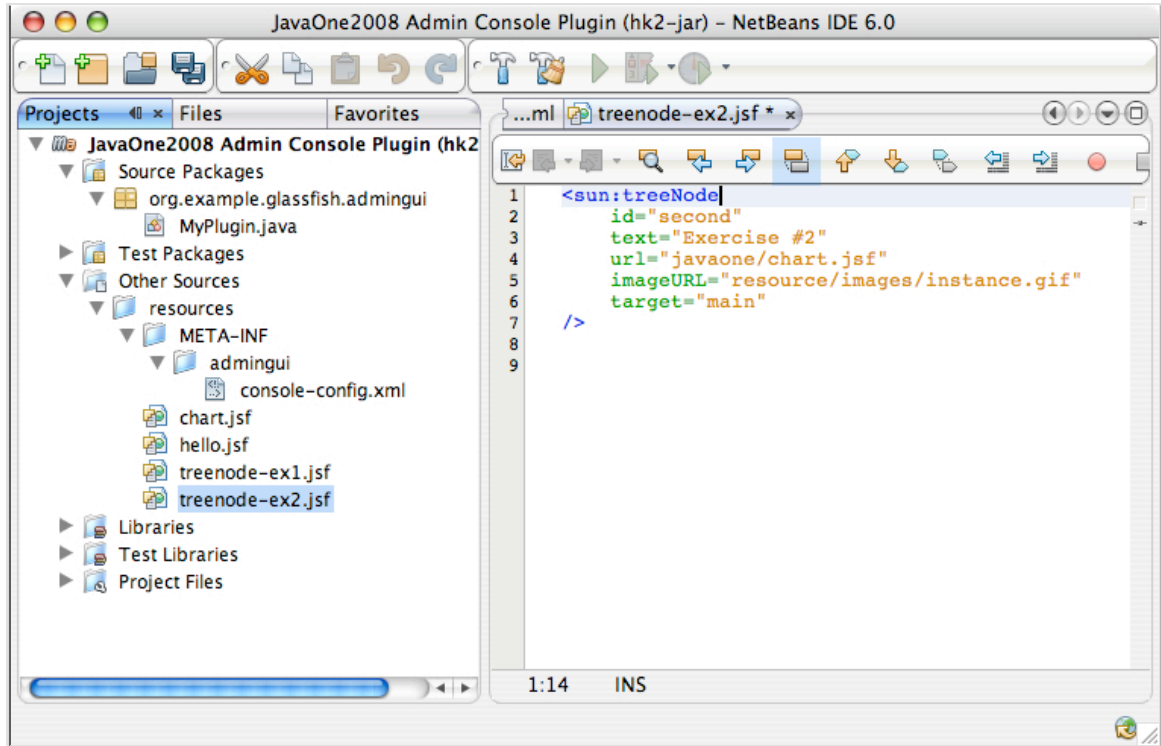 JavaOne2008 Admin Console Plugin (hk2-jar) – NetBeans IDE 6.0
Projects Files Favorites
JavaOne2008 Admin Console Plugin (hk2
Source Packages
org.example.glassfish.admingui
MyPlugin.java
Test Packages
Other Sources
resources
META-INF
admingui
console-config.xml
chart.jsf
hello.jsf
treenode-ex1.jsf
treenode-ex2.jsf
Libraries
Test Libraries
Project Files
...ml treenode-ex2.jsf * x
1 <sun:treeNode
2 id="second"
3 text="Exercise #2"
4 url="javaone/chart.jsf"
5 imageURL="resource/images/instance.gif"
6 target="main"
7 />
8
9
1:14 INS